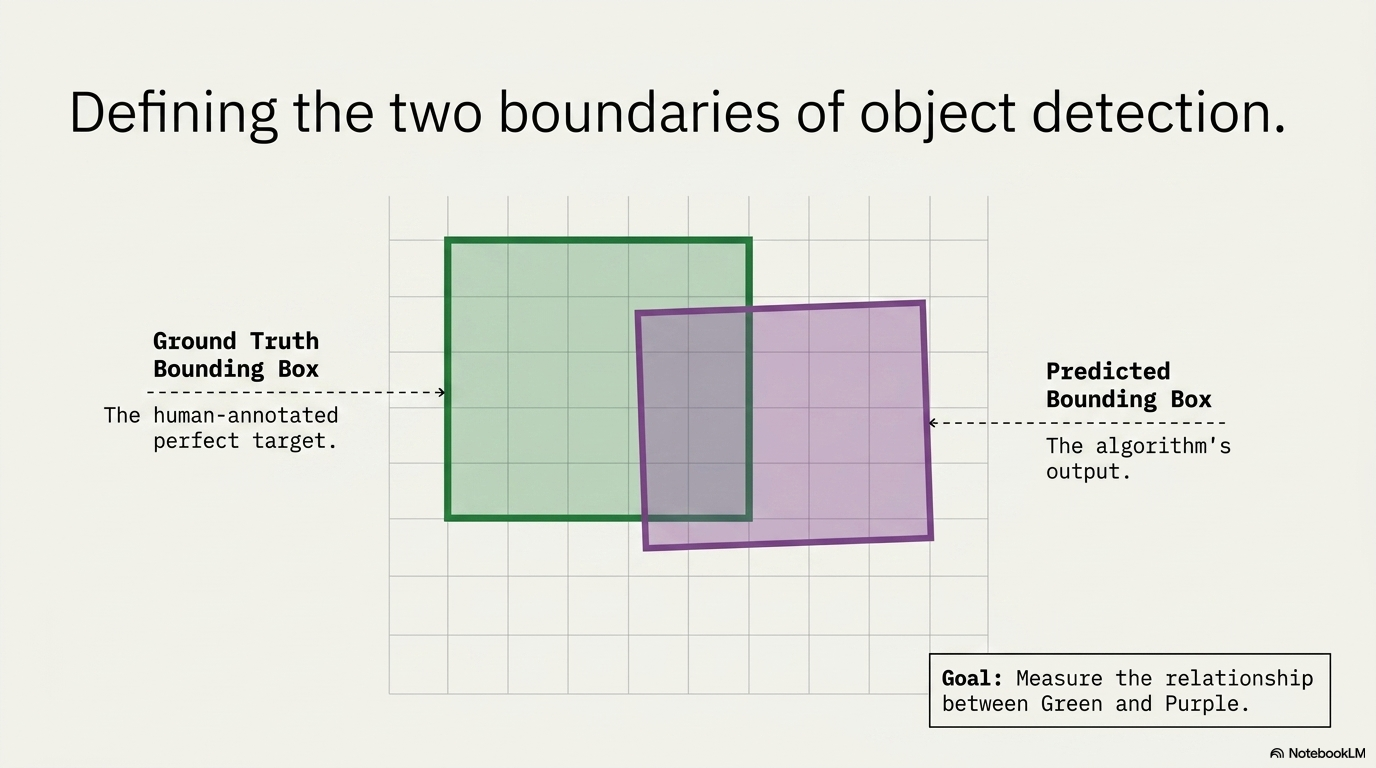 Defining the two boundaries of object detection.
Ground Truth
Bounding Box
The human-annotated
perfect target.
Predicted
Bounding Box
The algorithm's
output.
Goal: Measure the relationship
between Green and Purple.
NotebookLM